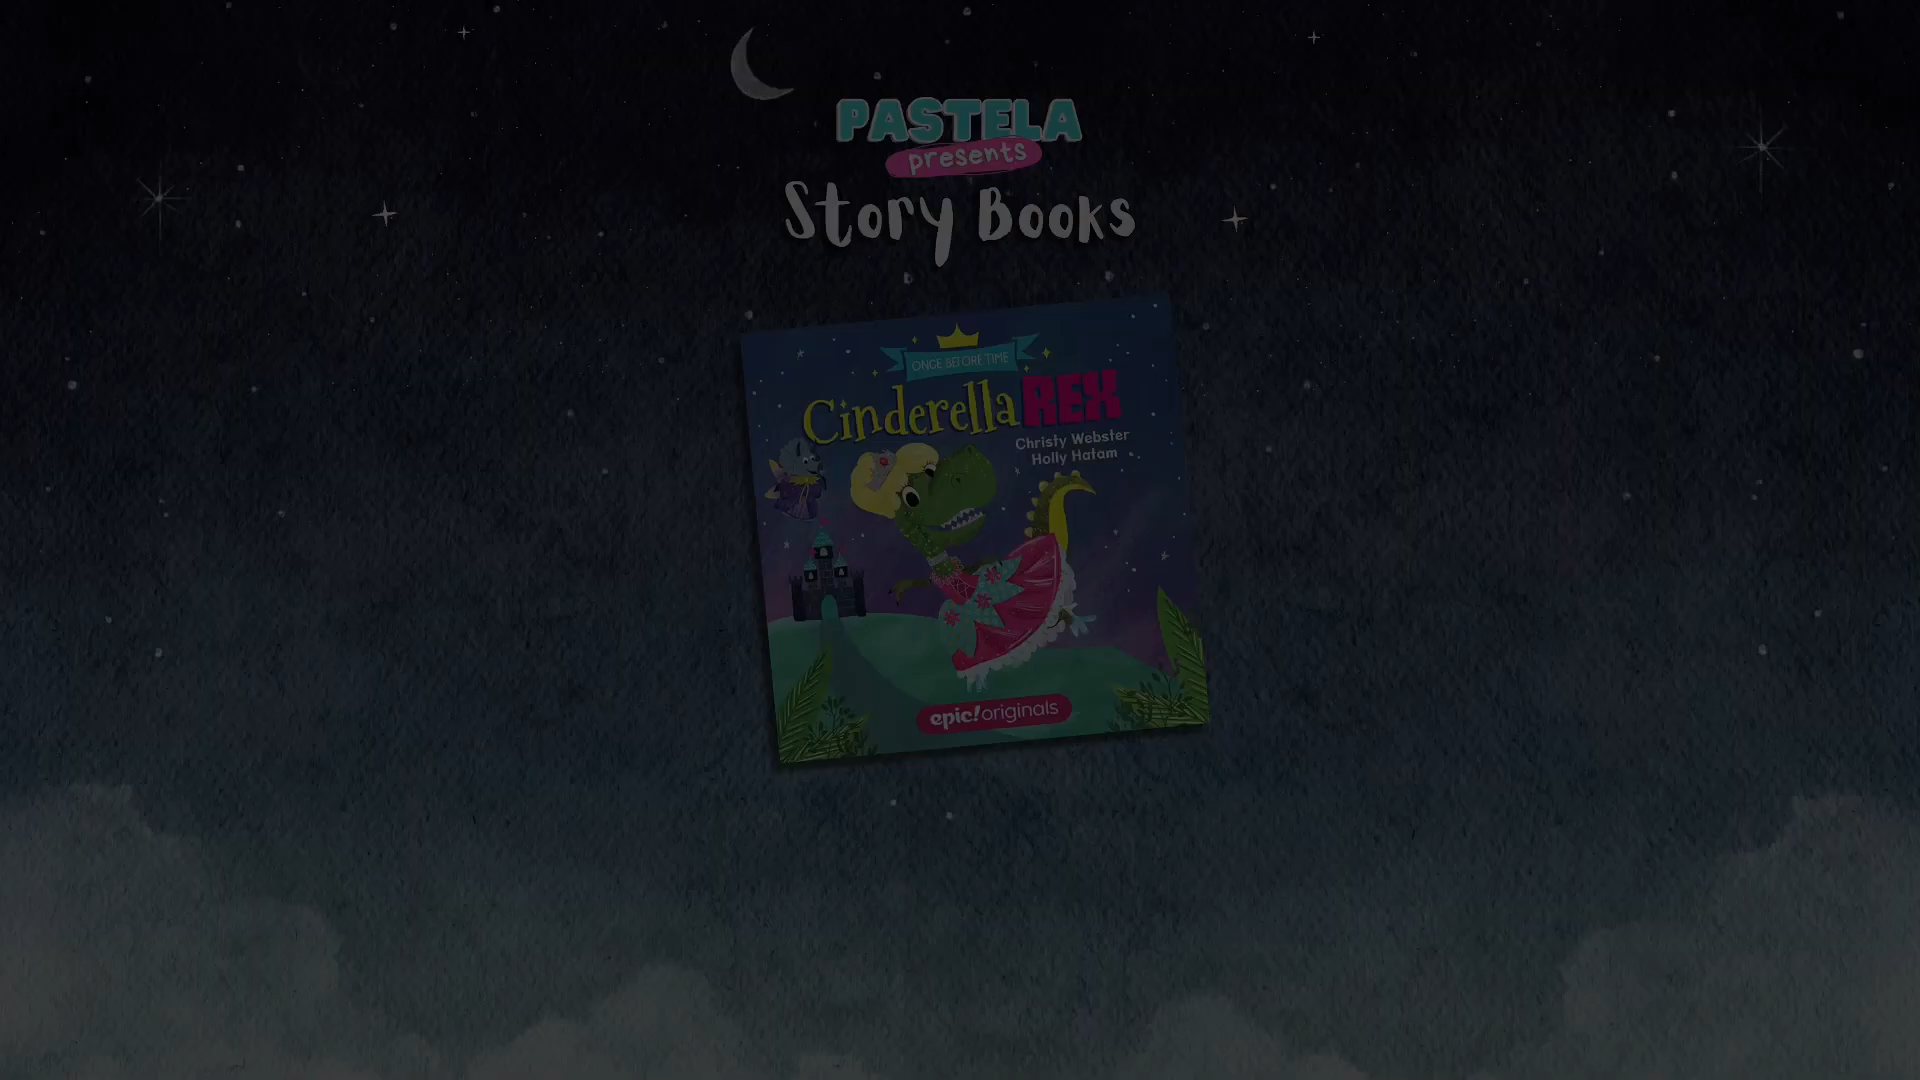 PASTELA
presents
Story Books
ONCE BEFORE TIME
Cinderella REX
Christy Webster
Holly Hatam
epic! originals